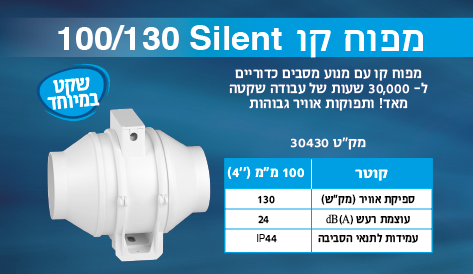 מפוח קו 100/130 Silent
שקט
במיוחד
מפוח קו עם מנוע מסבים כדוריים
ל- 30,000 שעות של עבודה שקטה
מאד! ותפוקות אוויר גבוהות
מק"ט 30430
קוטר 100 מ"מ (4'')
ספיקת אוויר (מק"ש) 130
עוצמת רעש dB(A) 24
עמידות לתנאי הסביבה IP44